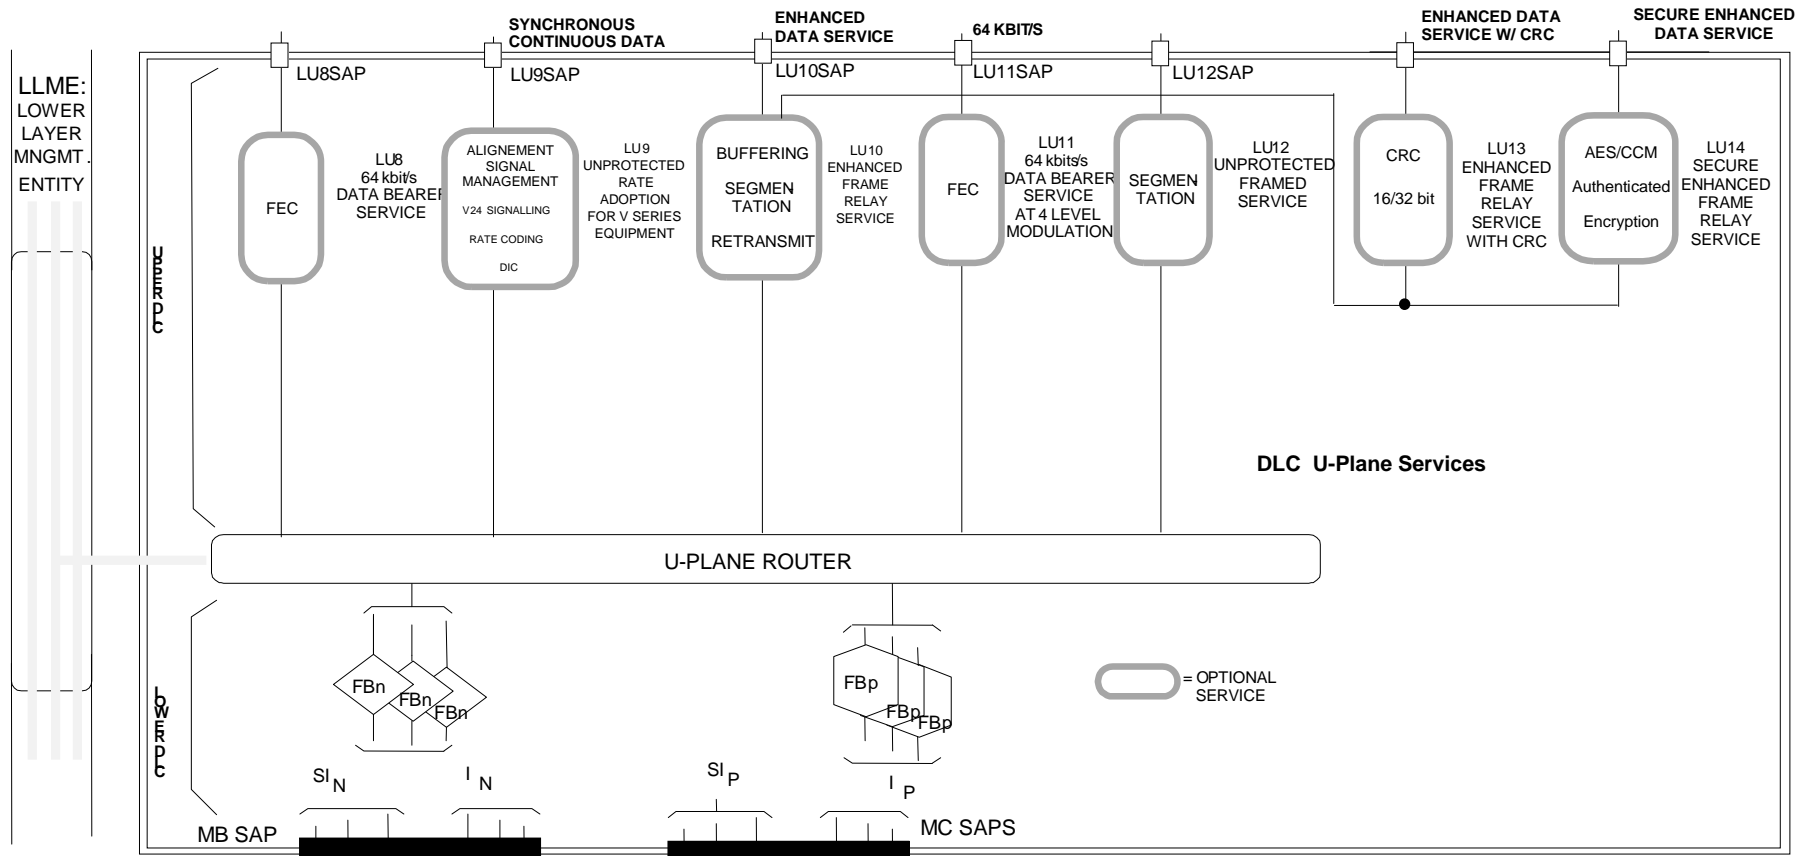 SYNCHRONOUS
CONTINUOUS DATA
ENHANCED
DATA SERVICE
64 KBIT/S
ENHANCED DATA
SERVICE W/ CRC
SECURE ENHANCED
DATA SERVICE
LU8SAP
LU9SAP
LU10SAP
LU11SAP
LU12SAP
LLME:
LOWER
LAYER
MNGMT.
ENTITY
UPPER DLC
FEC
LU8
64 kbit/s
DATA BEARER
SERVICE
ALIGNEMENT
SIGNAL
MANAGEMENT
V24 SIGNALLING
RATE CODING
DIC
LU9
UNPROTECTED
RATE
ADOPTION
FOR V SERIES
EQUIPMENT
BUFFERING
SEGMEN
TATION
RETRANSMIT
LU10
ENHANCED
FRAME
RELAY
SERVICE
FEC
LU11
64 kbits/s
DATA BEARER
SERVICE
AT 4 LEVEL
MODULATION
SEGMEN
TATION
LU12
UNPROTECTED
FRAMED
SERVICE
CRC
16/32 bit
LU13
ENHANCED
FRAME
RELAY
SERVICE
WITH CRC
AES/CCM
Authenticated
Encryption
LU14
SECURE
ENHANCED
FRAME
RELAY
SERVICE
DLC U-Plane Services
U-PLANE ROUTER
LOWER DLC
FBn
FBn
FBn
FBp
FBp
FBp
= OPTIONAL
SERVICE
SI N
I N
SI P
I P
MB SAP
MC SAPS